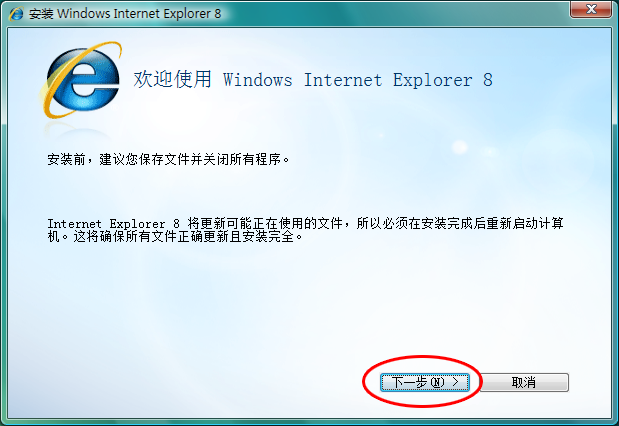 安装 Windows Internet Explorer 8
欢迎使用 Windows Internet Explorer 8
安装前，建议您保存文件并关闭所有程序。
Internet Explorer 8 将更新可能正在使用的文件，所以必须在安装完成后重新启动计算
机。这将确保所有文件正确更新且安装完全。
下一步(N) >
取消